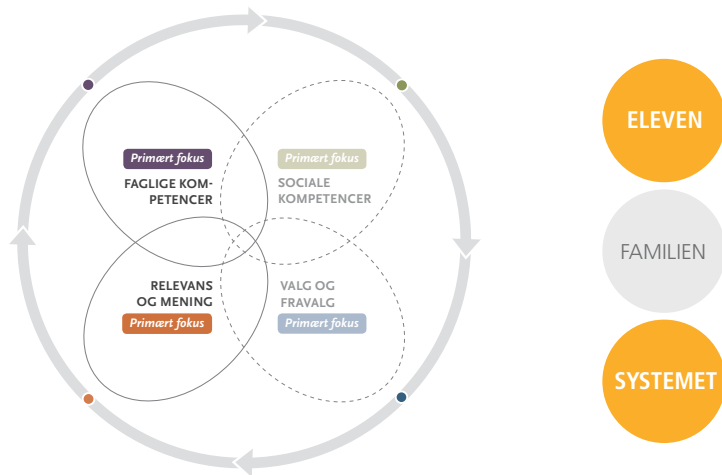 Primært fokus
FAGLIGE KOM-
PETENCER
Primært fokus
SOCIALE
KOMPETENCER
RELEVANS
OG MENING
Primært fokus
VALG OG
FRAVALG
Primært fokus
ELEVEN
FAMILIEN
SYSTEMET